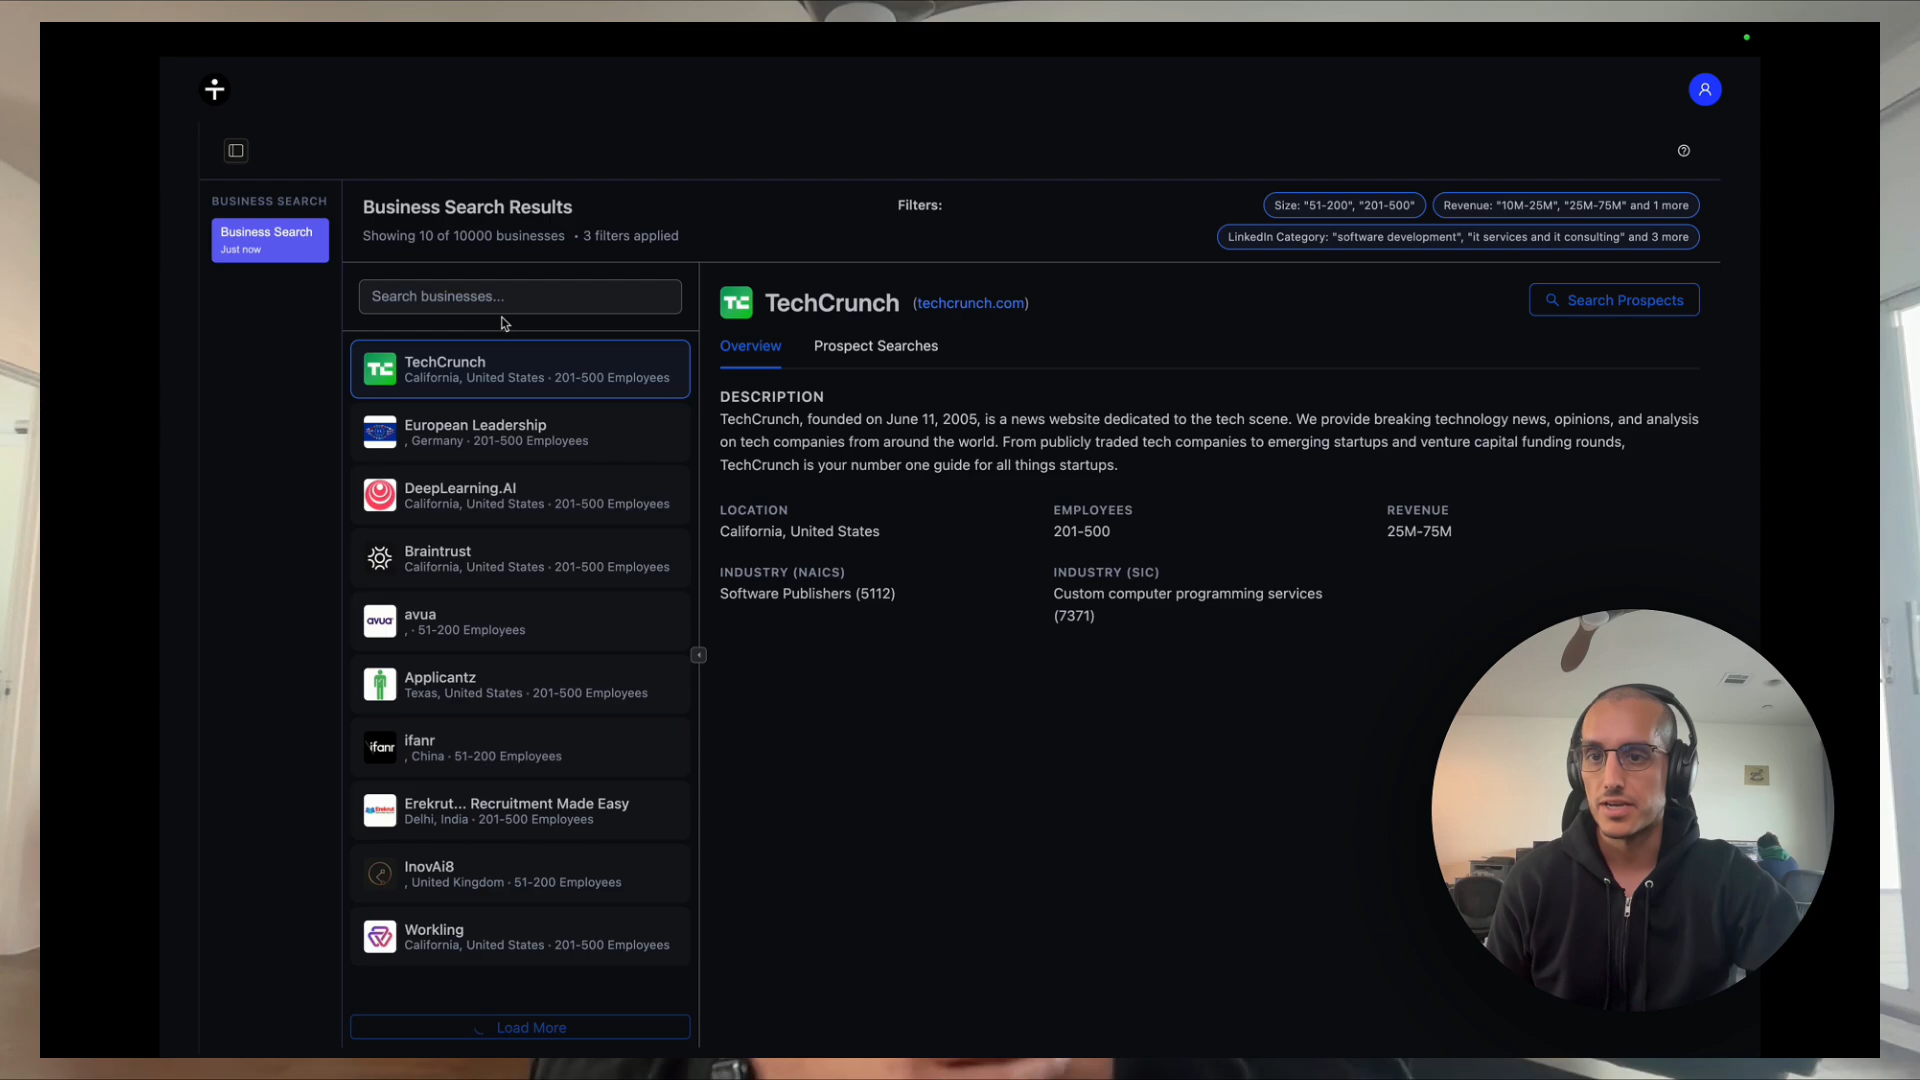 BUSINESS SEARCH
Business Search
Just now
Business Search Results
Showing 10 of 10000 businesses • 3 filters applied
Filters:
Size: "51-200", "201-500"
Revenue: "10M-25M", "25M-75M" and 1 more
LinkedIn Category: "software development", "it services and it consulting" and 3 more
Search businesses...
TechCrunch
California, United States · 201-500 Employees
European Leadership
, Germany · 201-500 Employees
DeepLearning.AI
California, United States · 201-500 Employees
Braintrust
California, United States · 201-500 Employees
avua
avua
, · 51-200 Employees
Applicantz
Texas, United States · 201-500 Employees
ifanr
ifanr
, China · 51-200 Employees
Erekrut
Erekrut... Recruitment Made Easy
Delhi, India · 201-500 Employees
InovAi8
, United Kingdom · 51-200 Employees
Workling
California, United States · 201-500 Employees
Load More
TC TechCrunch (techcrunch.com)
Search Prospects
Overview
Prospect Searches
DESCRIPTION
TechCrunch, founded on June 11, 2005, is a news website dedicated to the tech scene. We provide breaking technology news, opinions, and analysis
on tech companies from around the world. From publicly traded tech companies to emerging startups and venture capital funding rounds,
TechCrunch is your number one guide for all things startups.
LOCATION
California, United States
EMPLOYEES
201-500
REVENUE
25M-75M
INDUSTRY (NAICS)
Software Publishers (5112)
INDUSTRY (SIC)
Custom computer programming services
(7371)